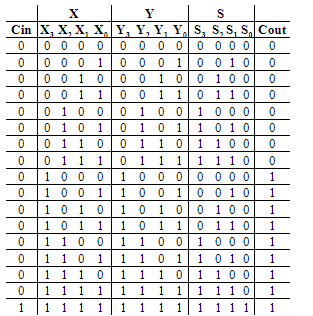 X Y S
Cin X₃ X₂ X₁ X₀ Y₃ Y₂ Y₁ Y₀ S₃ S₂ S₁ S₀ Cout
0 0 0 0 0 0 0 0 0 0 0 0 0 0
0 0 0 0 1 0 0 0 1 0 0 1 0 0
0 0 0 1 0 0 0 1 0 0 1 0 0 0
0 0 0 1 1 0 0 1 1 0 1 1 0 0
0 0 1 0 0 0 1 0 0 1 0 0 0 0
0 0 1 0 1 0 1 0 1 1 0 1 0 0
0 0 1 1 0 0 1 1 0 1 1 0 0 0
0 0 1 1 1 0 1 1 1 1 1 1 0 0
0 1 0 0 0 1 0 0 0 0 0 0 0 1
0 1 0 0 1 1 0 0 1 0 0 1 0 1
0 1 0 1 0 1 0 1 0 0 1 0 0 1
0 1 0 1 1 1 0 1 1 0 1 1 0 1
0 1 1 0 0 1 1 0 0 1 0 0 0 1
0 1 1 0 1 1 1 0 1 1 0 1 0 1
0 1 1 1 0 1 1 1 0 1 1 0 0 1
0 1 1 1 1 1 1 1 1 1 1 1 0 1
1 1 1 1 1 1 1 1 1 1 1 1 1 1